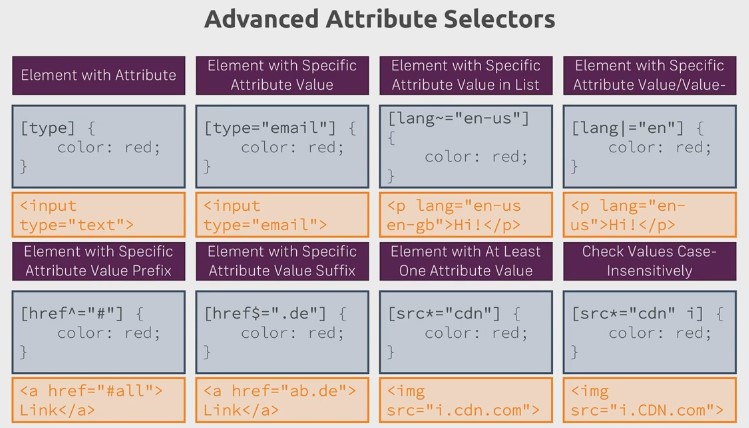 Advanced Attribute Selectors
Element with Attribute
[type] {
color: red;
}
<input
type="text">
Element with Specific
Attribute Value
[type="email"] {
color: red;
}
<input
type="email">
Element with Specific
Attribute Value in List
[lang~="en-us"]
{
color: red;
}
<p lang="en-us
en-gb">Hi!</p>
Element with Specific
Attribute Value/Value-
[lang|="en"] {
color: red;
}
<p lang="en-
us">Hi!</p>
Element with Specific
Attribute Value Prefix
[href^="#"] {
color: red;
}
<a href="#all">
Link</a>
Element with Specific
Attribute Value Suffix
[href$=".de"] {
color: red;
}
<a href="ab.de">
Link</a>
Element with At Least
One Attribute Value
[src*="cdn"] {
color: red;
}
<img
src="i.cdn.com">
Check Values Case-
Insensitively
[src*="cdn" i] {
color: red;
}
<img
src="i.CDN.com">